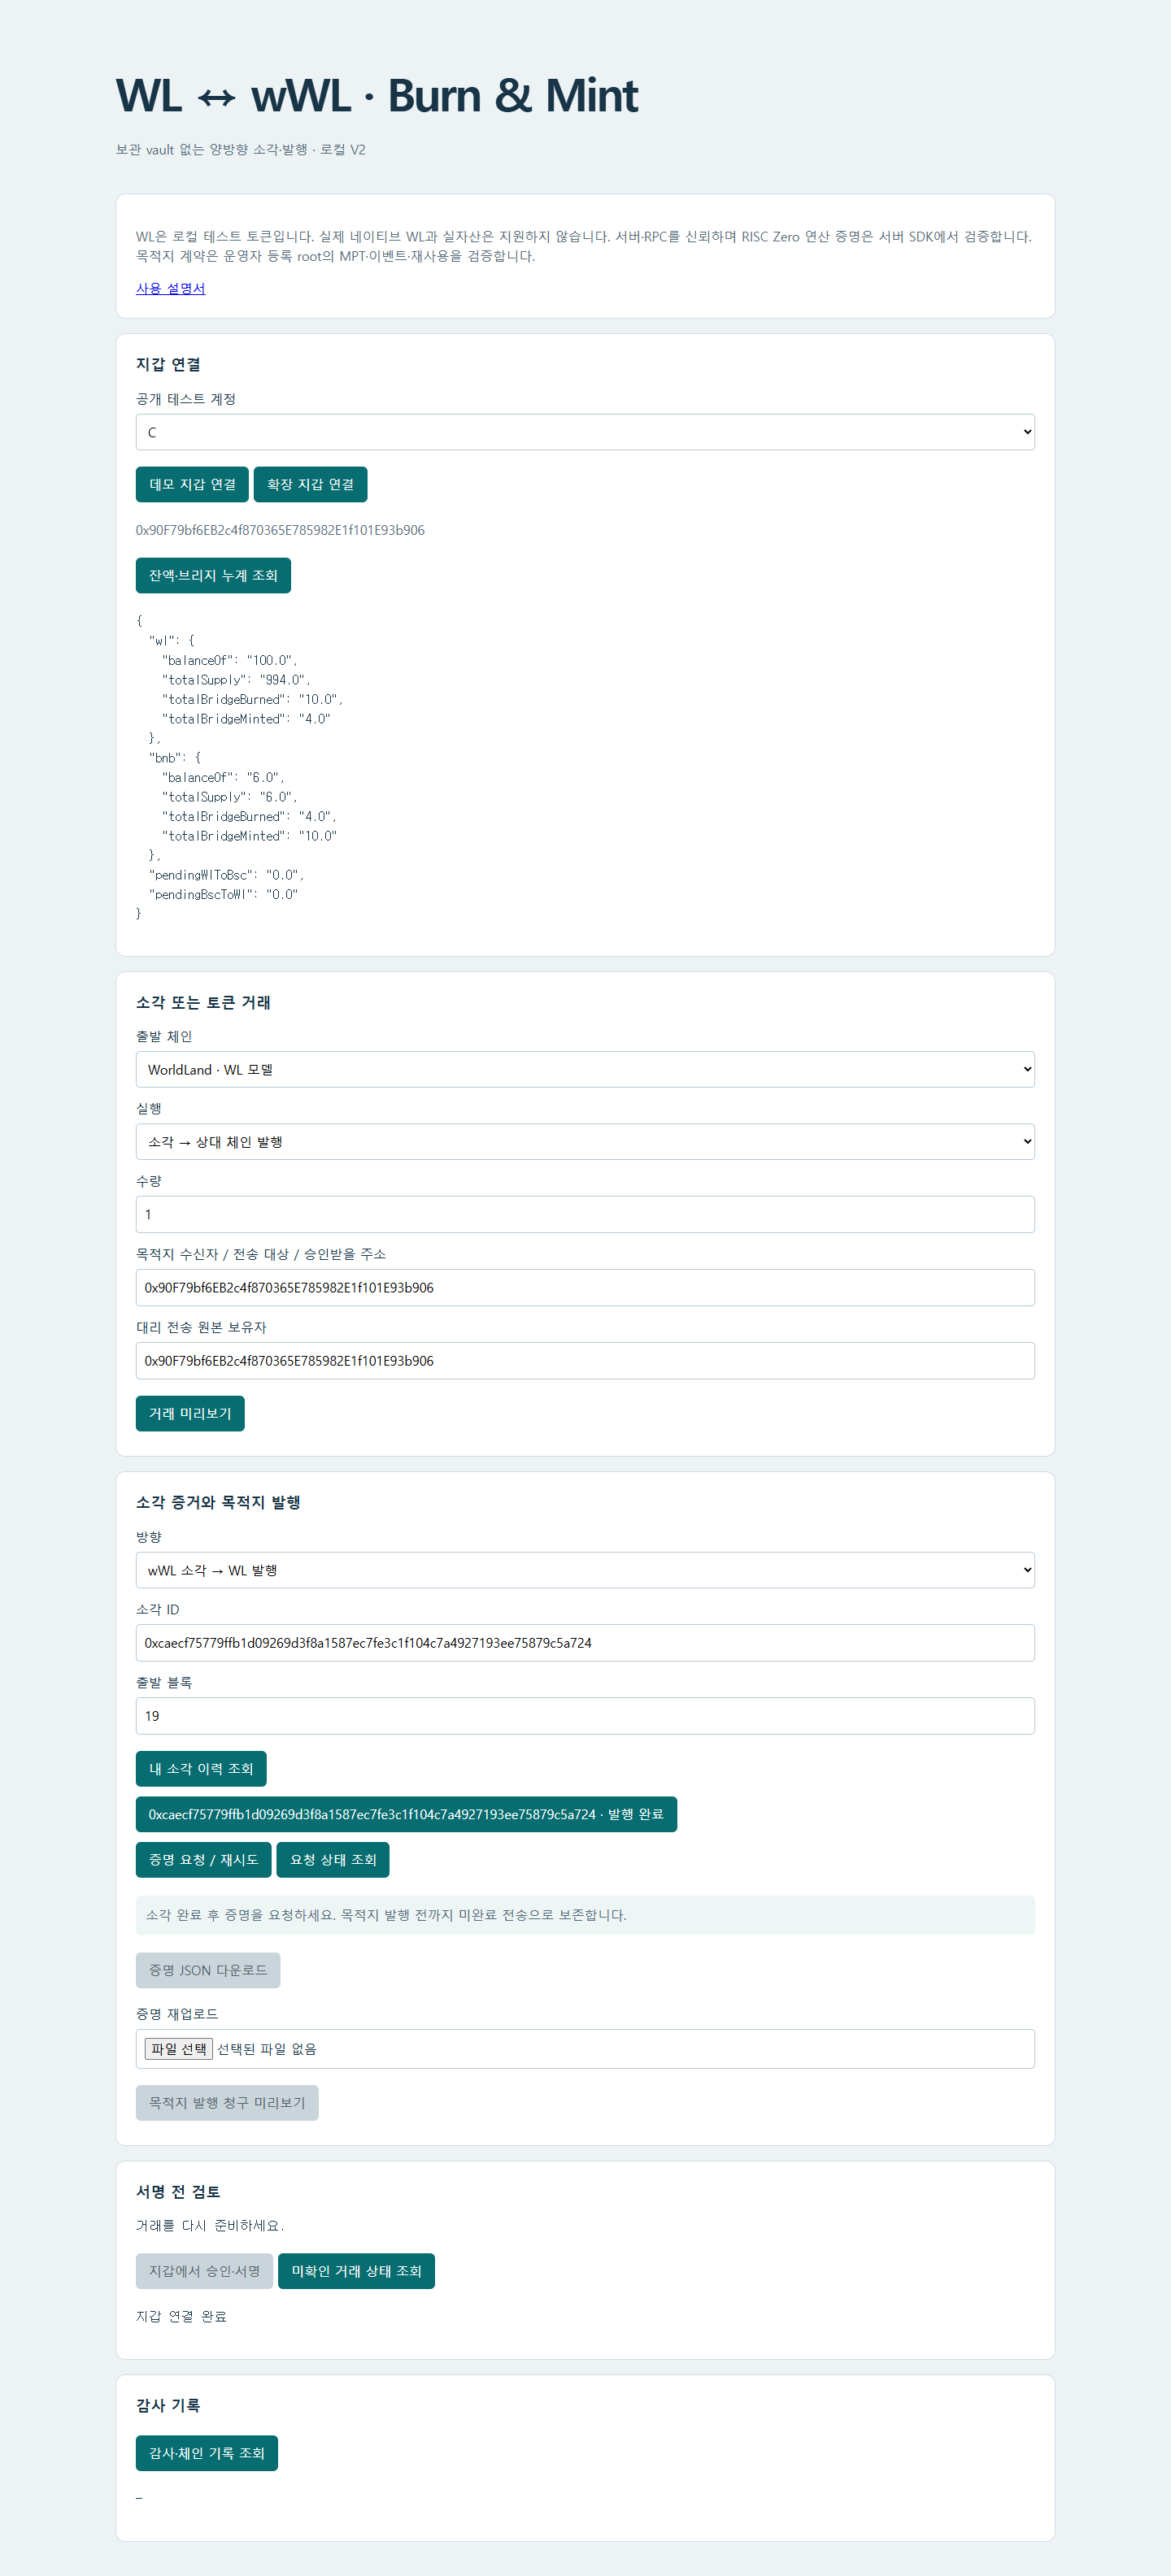 WL ↔ wWL · Burn & Mint
보관 vault 없는 양방향 소각·발행 · 로컬 V2
WL은 로컬 테스트 토큰입니다. 실제 네이티브 WL과 실자산은 지원하지 않습니다. 서버·RPC를 신뢰하며 RISC Zero 연산 증명은 서버 SDK에서 검증합니다.
목적지 계약은 운영자 등록 root의 MPT·이벤트·재사용을 검증합니다.
사용 설명서
지갑 연결
공개 테스트 계정
C
데모 지갑 연결 확장 지갑 연결
0x90F79bf6EB2c4f870365E785982E1f101E93b906
잔액·브리지 누계 조회
{
"wl": {
"balanceOf": "100.0",
"totalSupply": "994.0",
"totalBridgeBurned": "10.0",
"totalBridgeMinted": "4.0"
},
"bnb": {
"balanceOf": "6.0",
"totalSupply": "6.0",
"totalBridgeBurned": "4.0",
"totalBridgeMinted": "10.0"
},
"pendingWlToBsc": "0.0",
"pendingBscToWl": "0.0"
}
소각 또는 토큰 거래
출발 체인
WorldLand · WL 모델
실행
소각 → 상대 체인 발행
수량
1
목적지 수신자 / 전송 대상 / 승인받을 주소
0x90F79bf6EB2c4f870365E785982E1f101E93b906
대리 전송 원본 보유자
0x90F79bf6EB2c4f870365E785982E1f101E93b906
거래 미리보기
소각 증거와 목적지 발행
방향
wWL 소각 → WL 발행
소각 ID
0xcaecf75779ffb1d09269d3f8a1587ec7fe3c1f104c7a4927193ee75879c5a724
출발 블록
19
내 소각 이력 조회
0xcaecf75779ffb1d09269d3f8a1587ec7fe3c1f104c7a4927193ee75879c5a724 · 발행 완료
증명 요청 / 재시도 요청 상태 조회
소각 완료 후 증명을 요청하세요. 목적지 발행 전까지 미완료 전송으로 보존합니다.
증명 JSON 다운로드
증명 재업로드
파일 선택 선택된 파일 없음
목적지 발행 청구 미리보기
서명 전 검토
거래를 다시 준비하세요.
지갑에서 승인·서명 미확인 거래 상태 조회
지갑 연결 완료
감사 기록
감사·체인 기록 조회
–